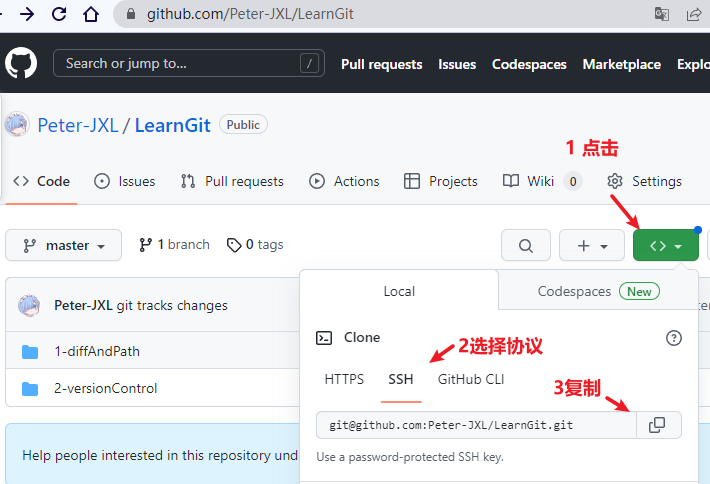 github.com/Peter-JXL/LearnGit
Search or jump to... /
Pull requests Issues Codespaces Marketplace Explo
Peter-JXL / LearnGit Public
1 点击
Code Issues Pull requests Actions Projects Wiki 0 Settings
master 1 branch 0 tags
Peter-JXL git tracks changes
1-diffAndPath
2-versionControl
Help people interested in this repository und
Local Codespaces New
Clone
2选择协议
HTTPS SSH GitHub CLI
3复制
git@github.com:Peter-JXL/LearnGit.git
Use a password-protected SSH key.